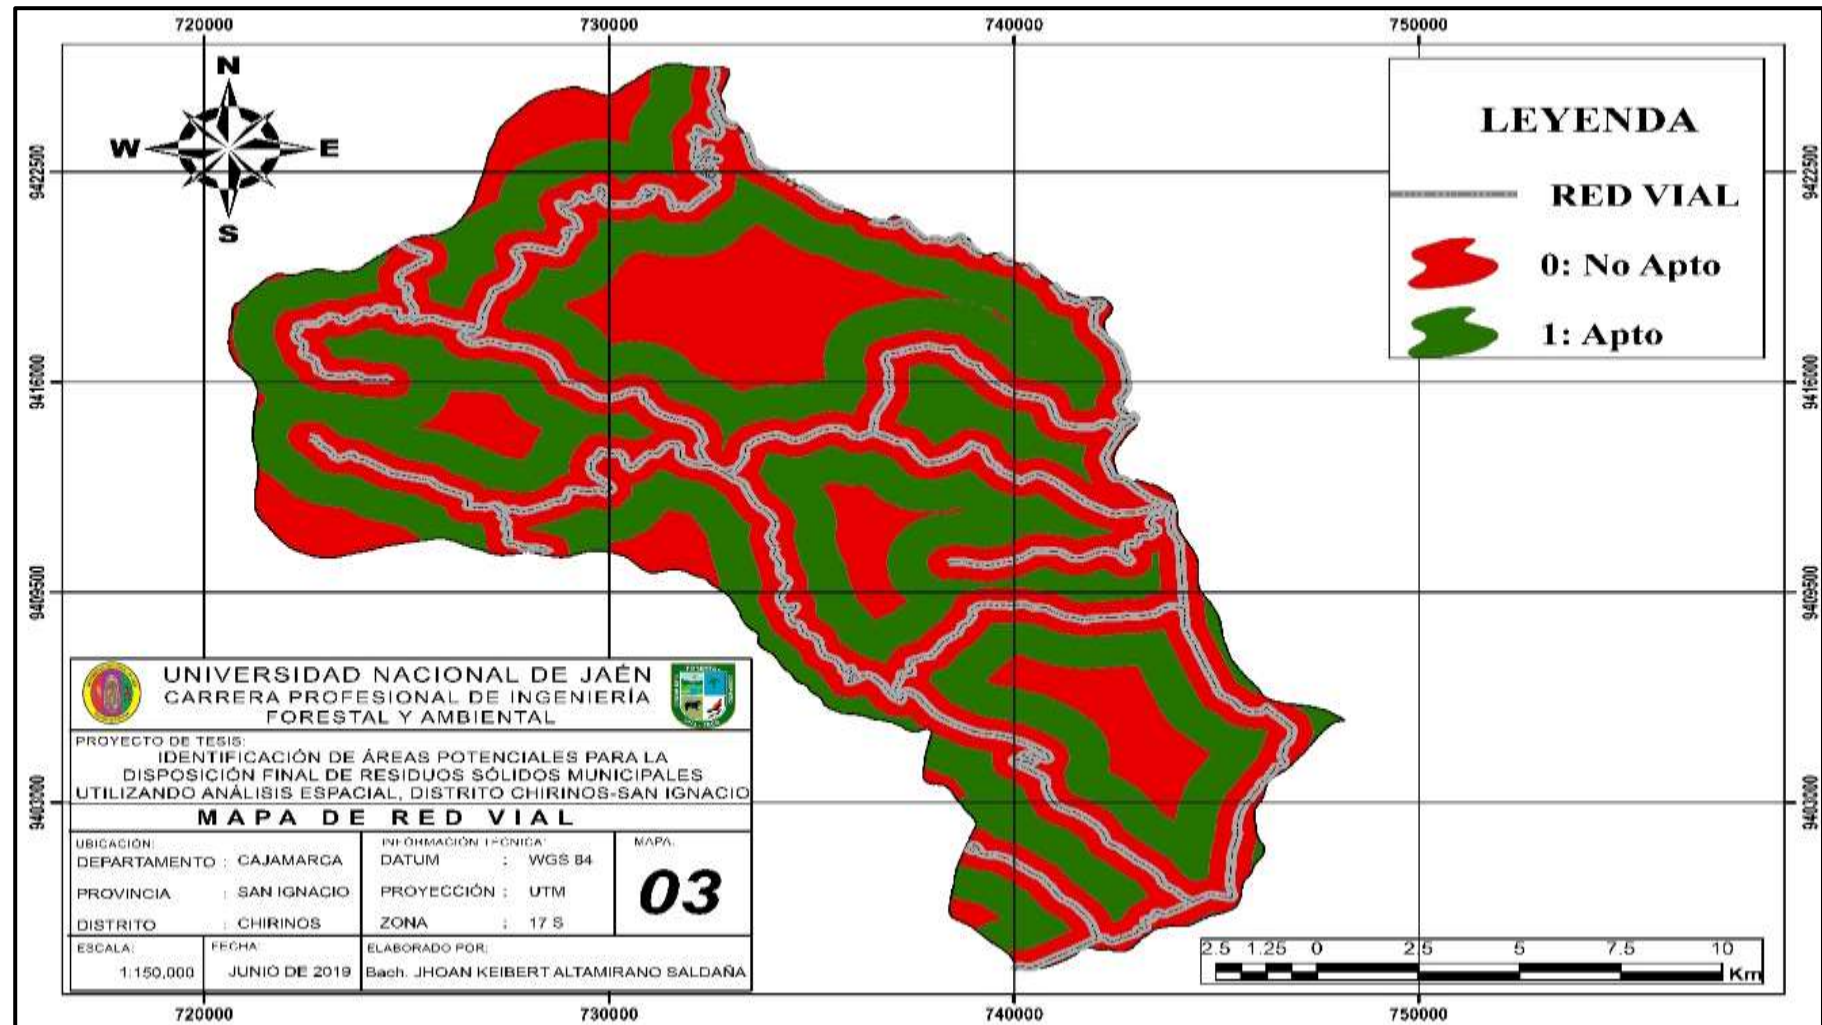 720000 730000 740000 750000
N
W E
S
9422500 9422500
9416000 9416000
9409500 9409500
9403000 9403000
LEYENDA
RED VIAL
0: No Apto
1: Apto
UNIVERSIDAD NACIONAL DE JAÉN
CARRERA PROFESIONAL DE INGENIERÍA
FORESTAL Y AMBIENTAL
PROYECTO DE TESIS:
IDENTIFICACIÓN DE ÁREAS POTENCIALES PARA LA
DISPOSICIÓN FINAL DE RESIDUOS SÓLIDOS MUNICIPALES
UTILIZANDO ANÁLISIS ESPACIAL, DISTRITO CHIRINOS-SAN IGNACIO
MAPA DE RED VIAL
UBICACIÓN:
DEPARTAMENTO : CAJAMARCA
PROVINCIA : SAN IGNACIO
DISTRITO : CHIRINOS
INFORMACIÓN TÉCNICA:
DATUM : WGS 84
PROYECCIÓN : UTM
ZONA : 17 S
MAPA:
03
ESCALA:
1:150,000
FECHA:
JUNIO DE 2019
ELABORADO POR:
Bach. JHOAN KEIBERT ALTAMIRANO SALDAÑA
2.5 1.25 0 2.5 5 7.5 10
Km
720000 730000 740000 750000